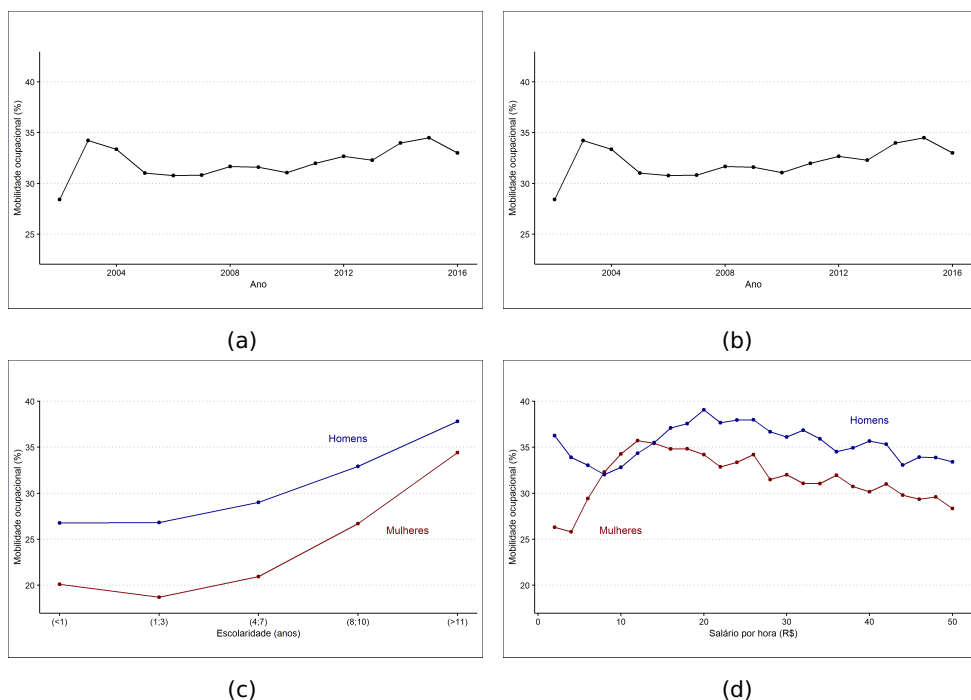 Mobilidade ocupacional (%)
40
35
30
25
2004
2008
2012
2016
Ano
(a)
Mobilidade ocupacional (%)
40
35
30
25
2004
2008
2012
2016
Ano
(b)
Mobilidade ocupacional (%)
40
35
30
25
20
Homens
Mulheres
(<1)
(1;3)
(4;7)
(8;10)
(>11)
Escolaridade (anos)
(c)
Mobilidade ocupacional (%)
40
35
30
25
20
Homens
Mulheres
0
10
20
30
40
50
Salário por hora (R$)
(d)